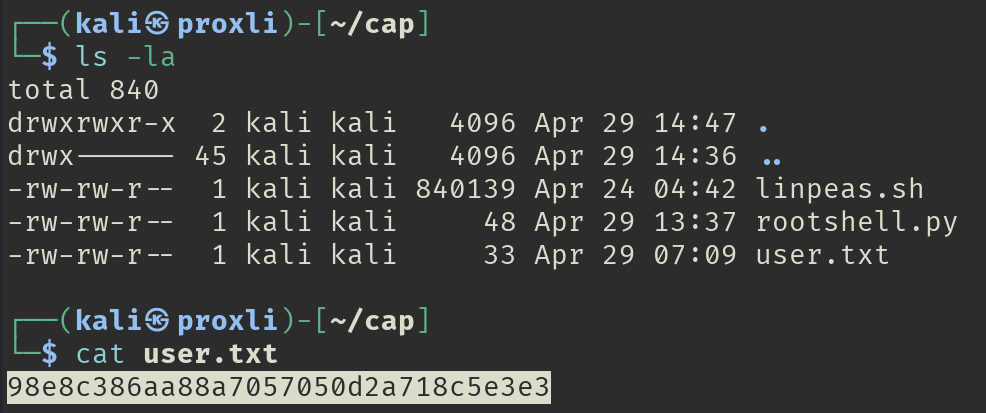 ┌──(kali㉿proxli)-[~/cap]
└─$ ls -la
total 840
drwxrwxr-x  2 kali kali   4096 Apr 29 14:47 .
drwx------ 45 kali kali   4096 Apr 29 14:36 ..
-rw-rw-r--  1 kali kali 840139 Apr 24 04:42 linpeas.sh
-rw-rw-r--  1 kali kali     48 Apr 29 13:37 rootshell.py
-rw-rw-r--  1 kali kali     33 Apr 29 07:09 user.txt
┌──(kali㉿proxli)-[~/cap]
└─$ cat user.txt
98e8c386aa88a7057050d2a718c5e3e3